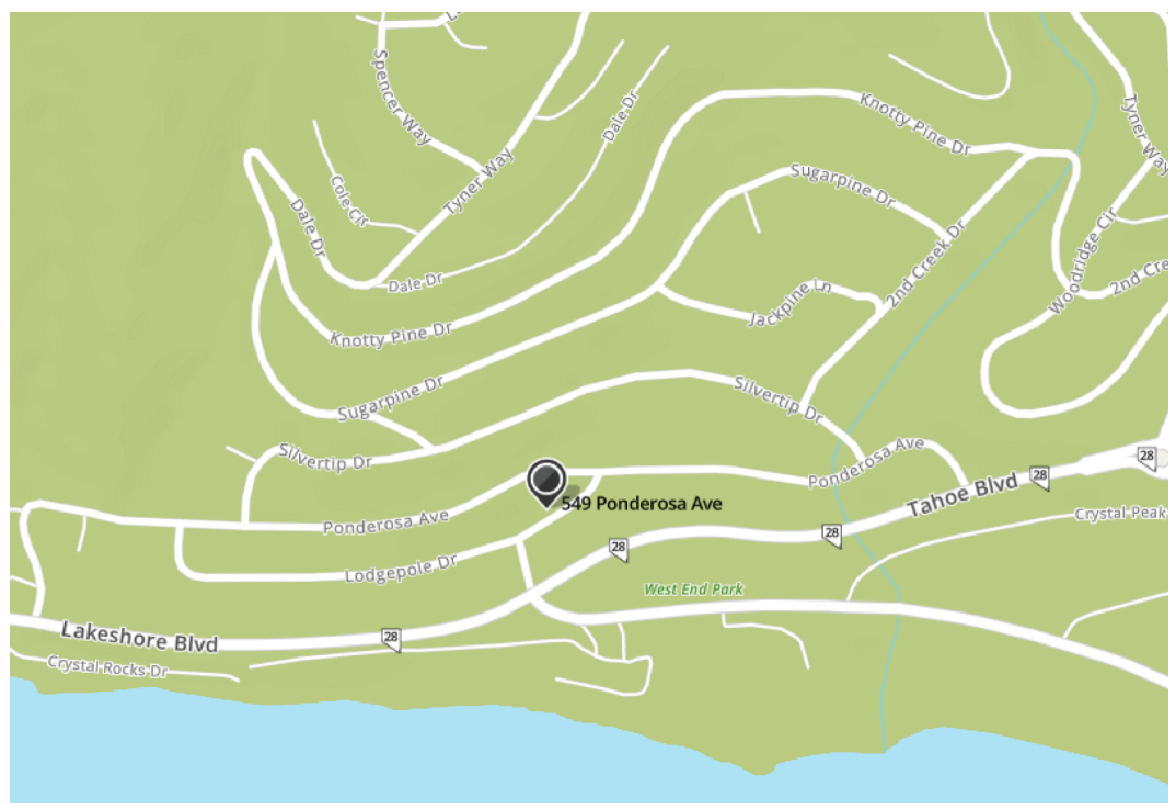 Spencer Way
Tyner Way
Dale Dr
Knotty Pine Dr
Tyner Way
Cole Cir
Dale Dr
Sugarpine Dr
Dale Dr
2nd Creek Dr
Woodridge Cir
2nd Cre
Jackpine Ln
Knotty Pine Dr
Sugarpine Dr
Silvertip Dr
Silvertip Dr
Ponderosa Ave
28
28
Tahoe Blvd
549 Ponderosa Ave
Ponderosa Ave
Crystal Peak
28
28
Lodgepole Dr
West End Park
Lakeshore Blvd
28
Crystal Rocks Dr